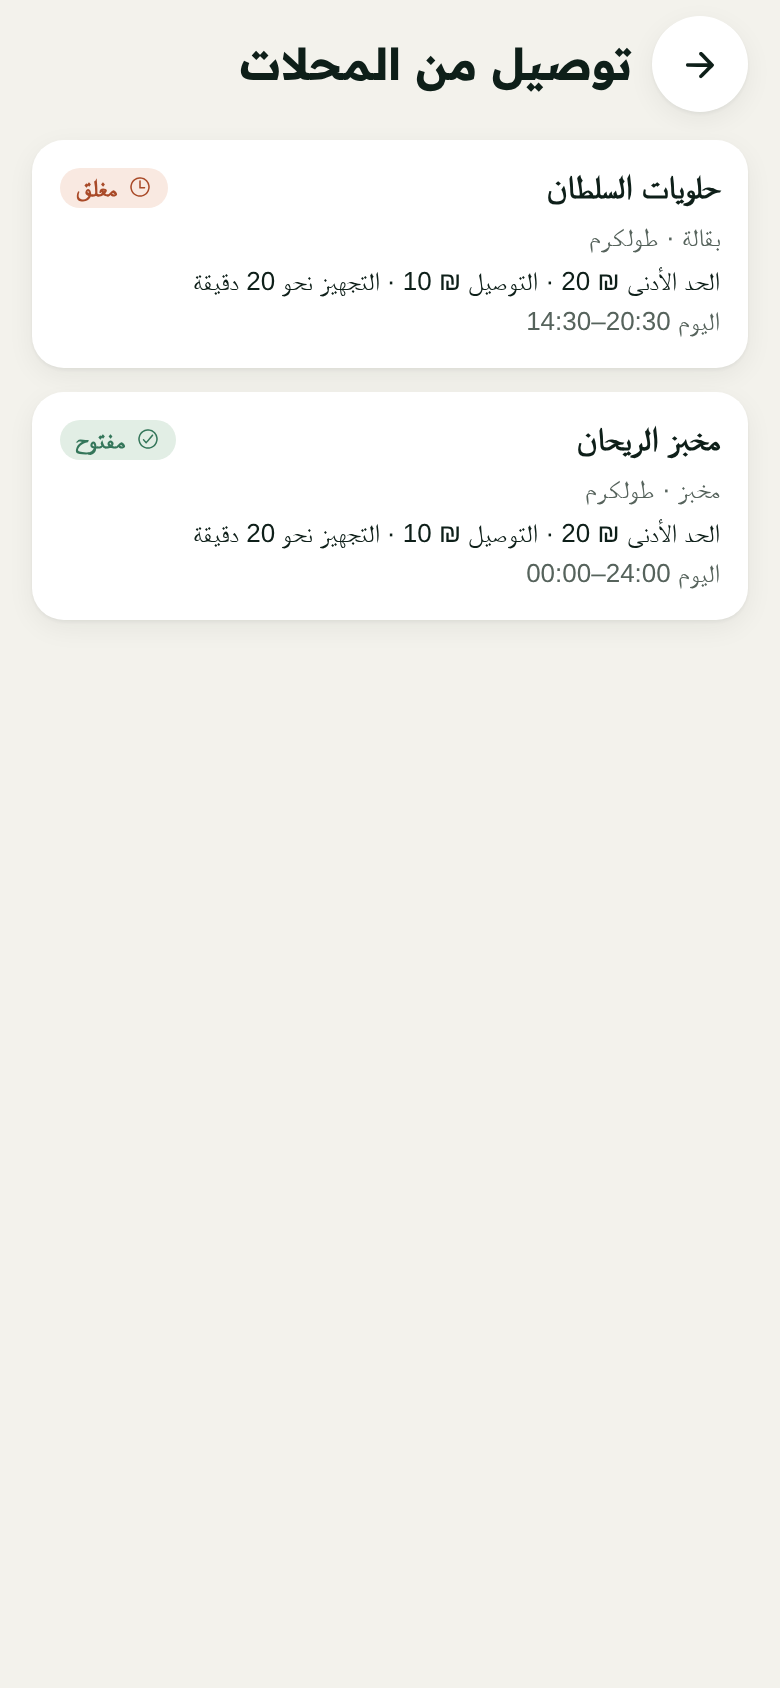 توصيل من المحلات
حلويات السلطان
مغلق
بقالة · طولكرم
الحد الأدنى ₪ 20 · التوصيل ₪ 10 · التجهيز نحو 20 دقيقة
اليوم 14:30–20:30
مخبز الريحان
مفتوح
مخبز · طولكرم
الحد الأدنى ₪ 20 · التوصيل ₪ 10 · التجهيز نحو 20 دقيقة
اليوم 00:00–24:00